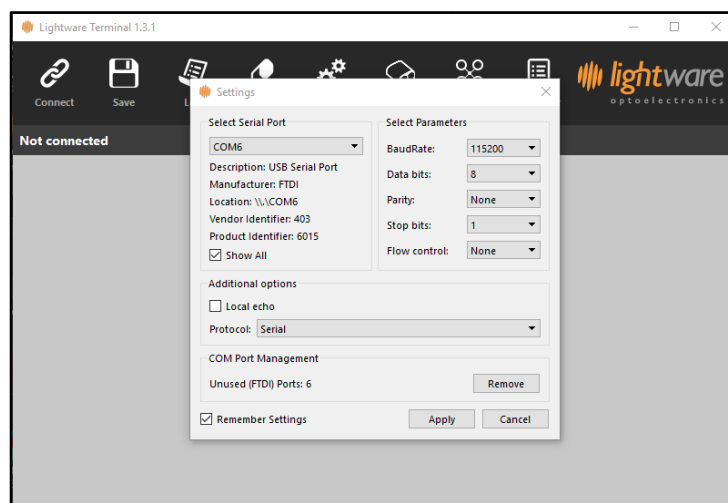 Lightware Terminal 1.3.1
Connect
Save
lightware
optoelectronics
Not connected
Settings
Select Serial Port
COM6
Description: USB Serial Port
Manufacturer: FTDI
Location: \\.\COM6
Vendor Identifier: 403
Product Identifier: 6015
Show All
Select Parameters
BaudRate: 115200
Data bits: 8
Parity: None
Stop bits: 1
Flow control: None
Additional options
Local echo
Protocol: Serial
COM Port Management
Unused (FTDI) Ports: 6 Remove
Remember Settings Apply Cancel